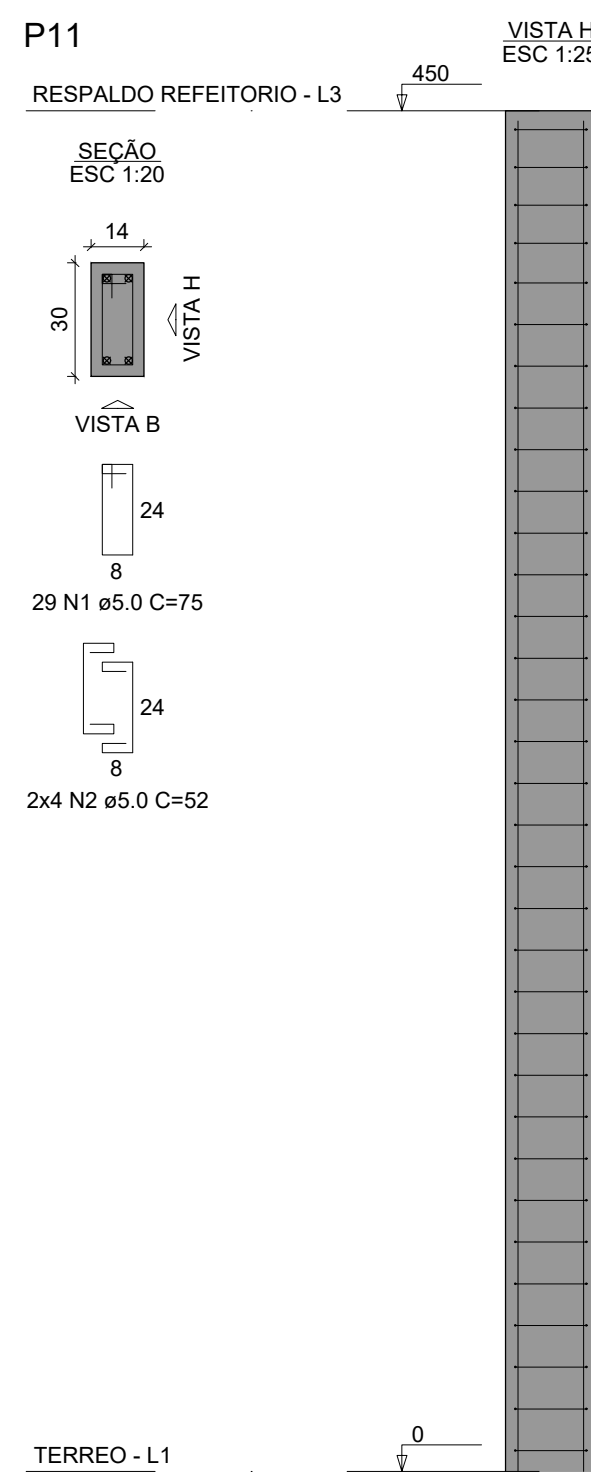 P11
VISTA H
ESC 1:25
RESPALDO REFEITORIO - L3
450
SEÇÃO
ESC 1:20
14
30
VISTA H
VISTA B
24
8
29 N1 ø5.0 C=75
24
8
2x4 N2 ø5.0 C=52
TERREO - L1
0